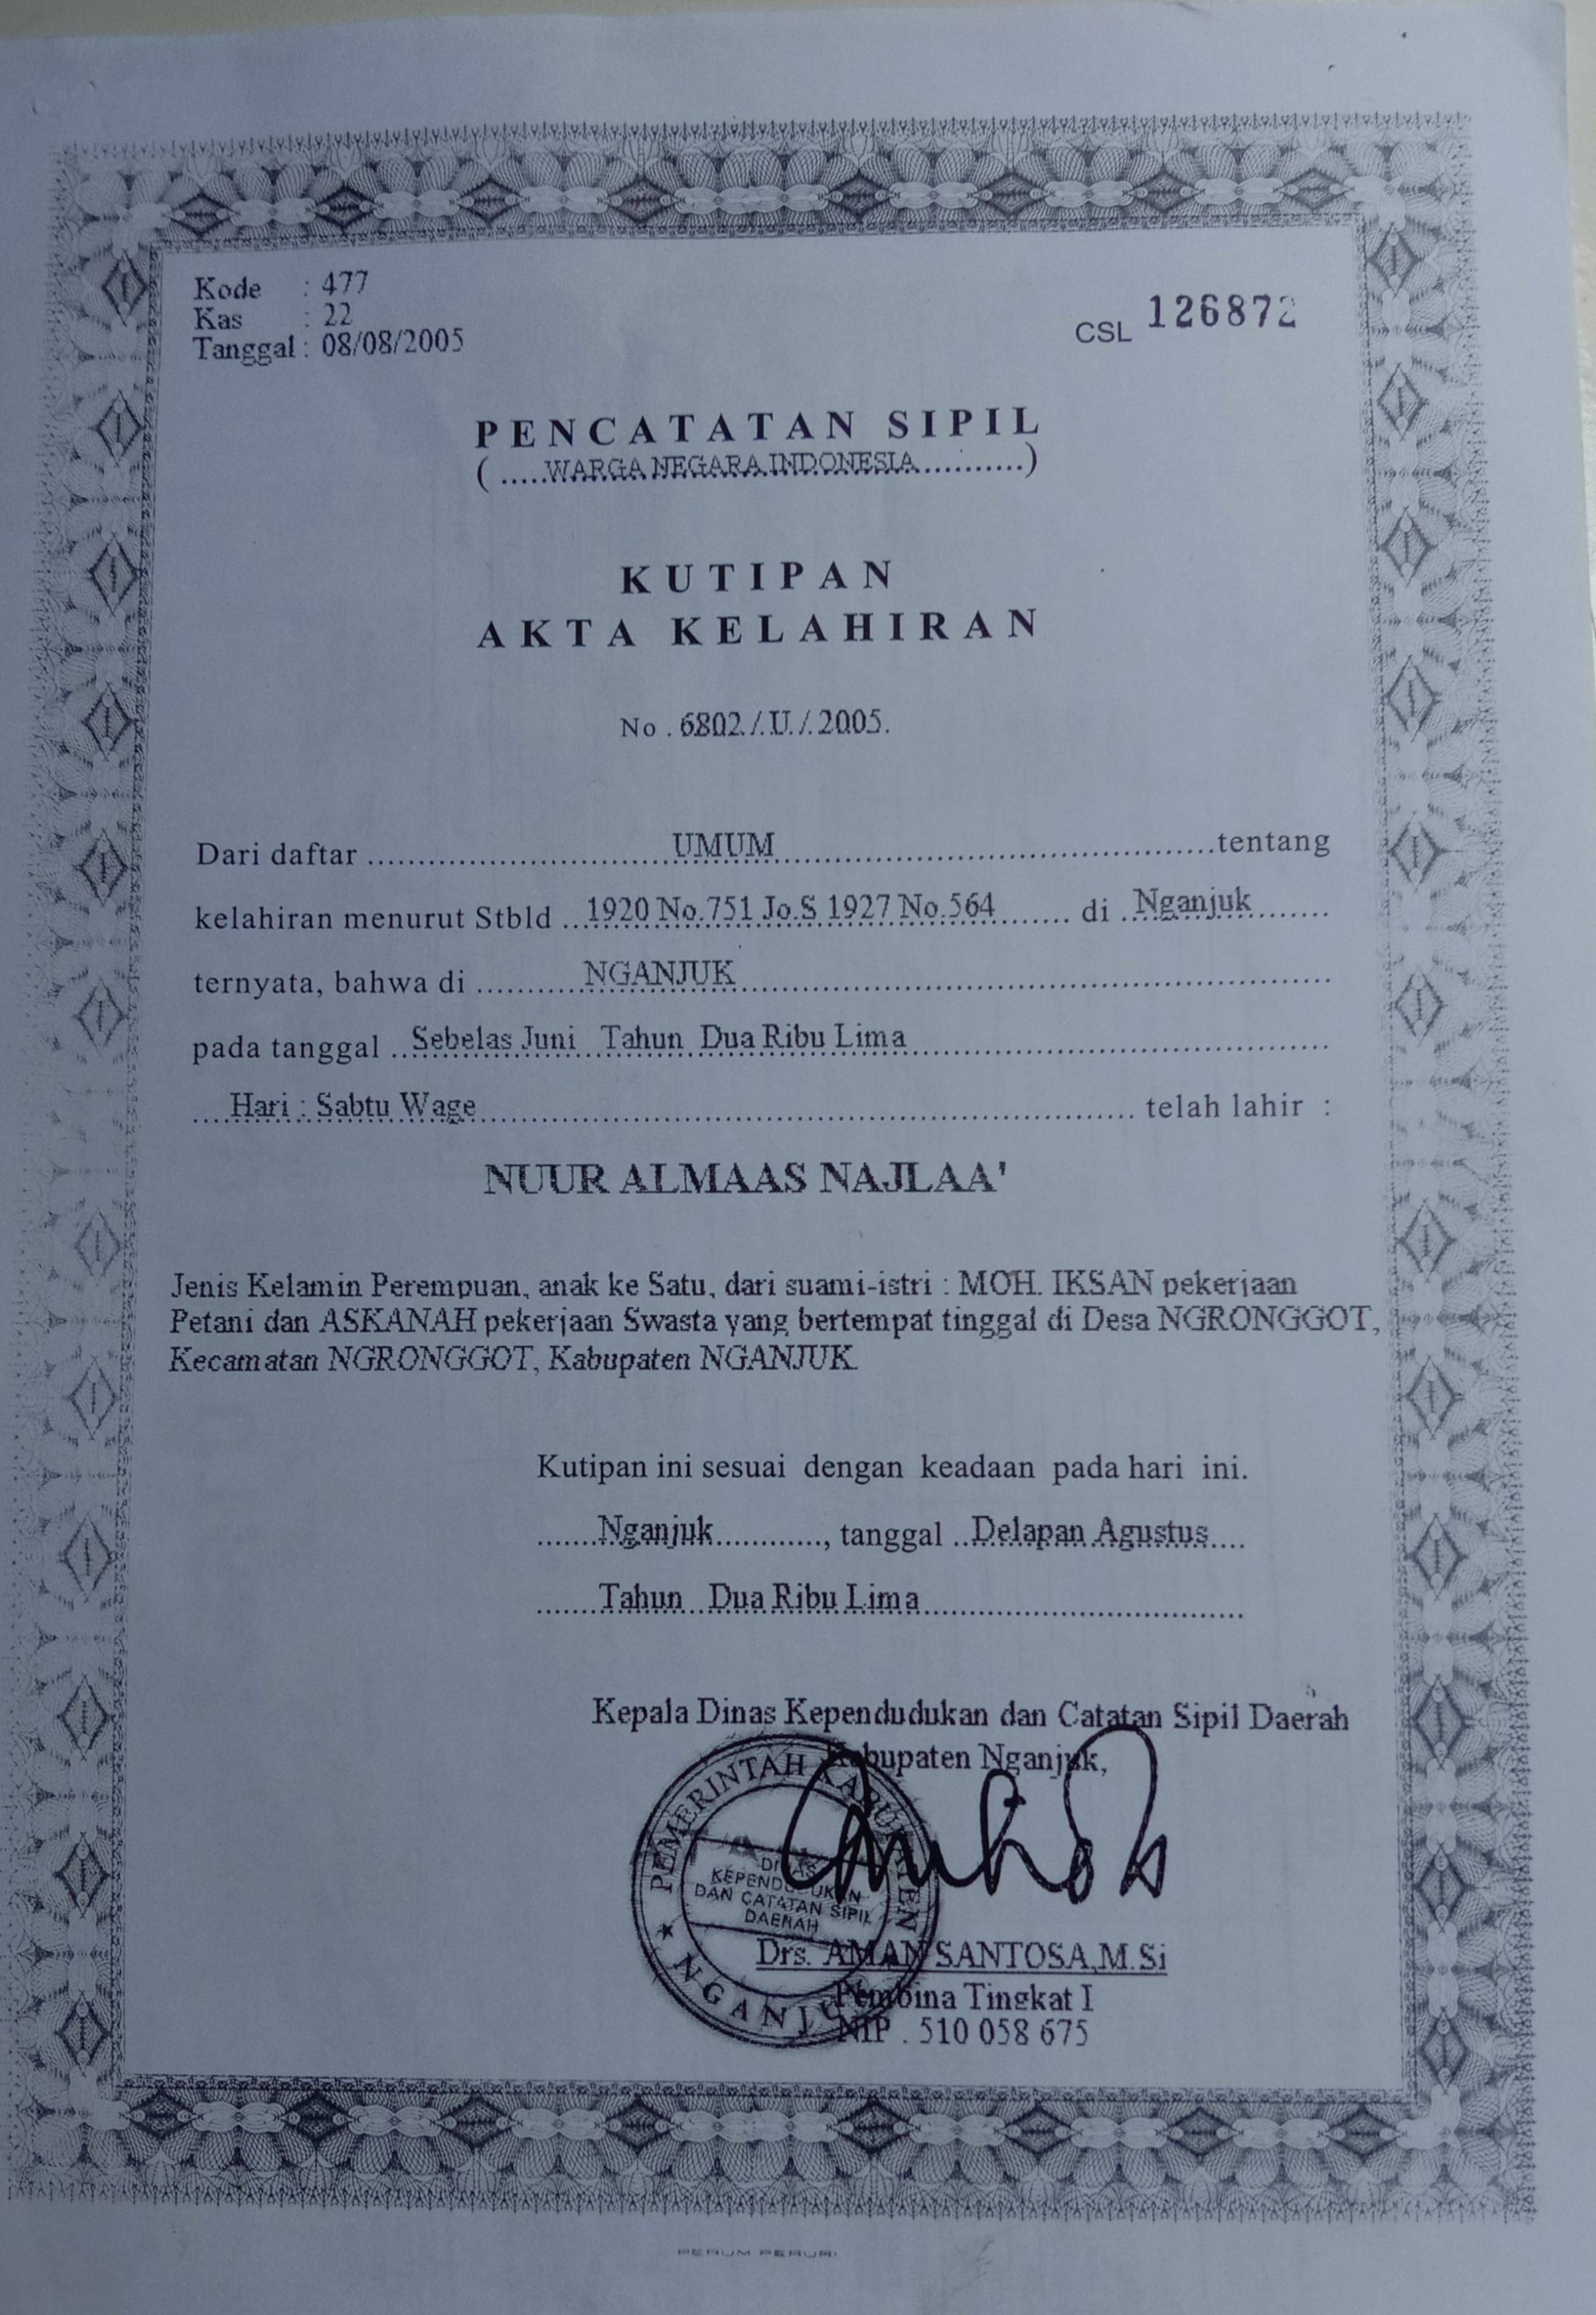 Kode : 477
Kas : 22
Tanggal : 08/08/2005
CSL 126872
PENCATATAN SIPIL
( .....WARGA NEGARA INDONESIA...........)
KUTIPAN
AKTA KELAHIRAN
No . 6802./.U./.2005.
Dari daftar ..............................UMUM............................................tentang
kelahiran menurut Stbld ..1920 No.751 Jo.S 1927 No.564....... di ..Nganjuk.......
ternyata, bahwa di ..........NGANJUK...........................................................
pada tanggal ..Sebelas Juni Tahun Dua Ribu Lima.........................................
...Hari : Sabtu Wage................................................................. telah lahir :
NUUR ALMAAS NAJLAA'
Jenis Kelamin Perempuan, anak ke Satu, dari suami-istri : MOH. IKSAN pekerjaan
Petani dan ASKANAH pekerjaan Swasta yang bertempat tinggal di Desa NGRONGGOT,
Kecamatan NGRONGGOT, Kabupaten NGANJUK.
Kutipan ini sesuai dengan keadaan pada hari ini.
......Nganjuk..........., tanggal ..Delapan Agustus....
......Tahun Dua Ribu Lima................................
Kepala Dinas Kependudukan dan Catatan Sipil Daerah
Kabupaten Nganjuk,
PEMERINTAH KABUPATEN
DINAS
KEPENDUDUKAN
DAN CATATAN SIPIL
DAERAH
★ NGANJUK
Drs. AMAN SANTOSA,M.Si
Pembina Tingkat I
NIP . 510 058 675
PERUM PERURI